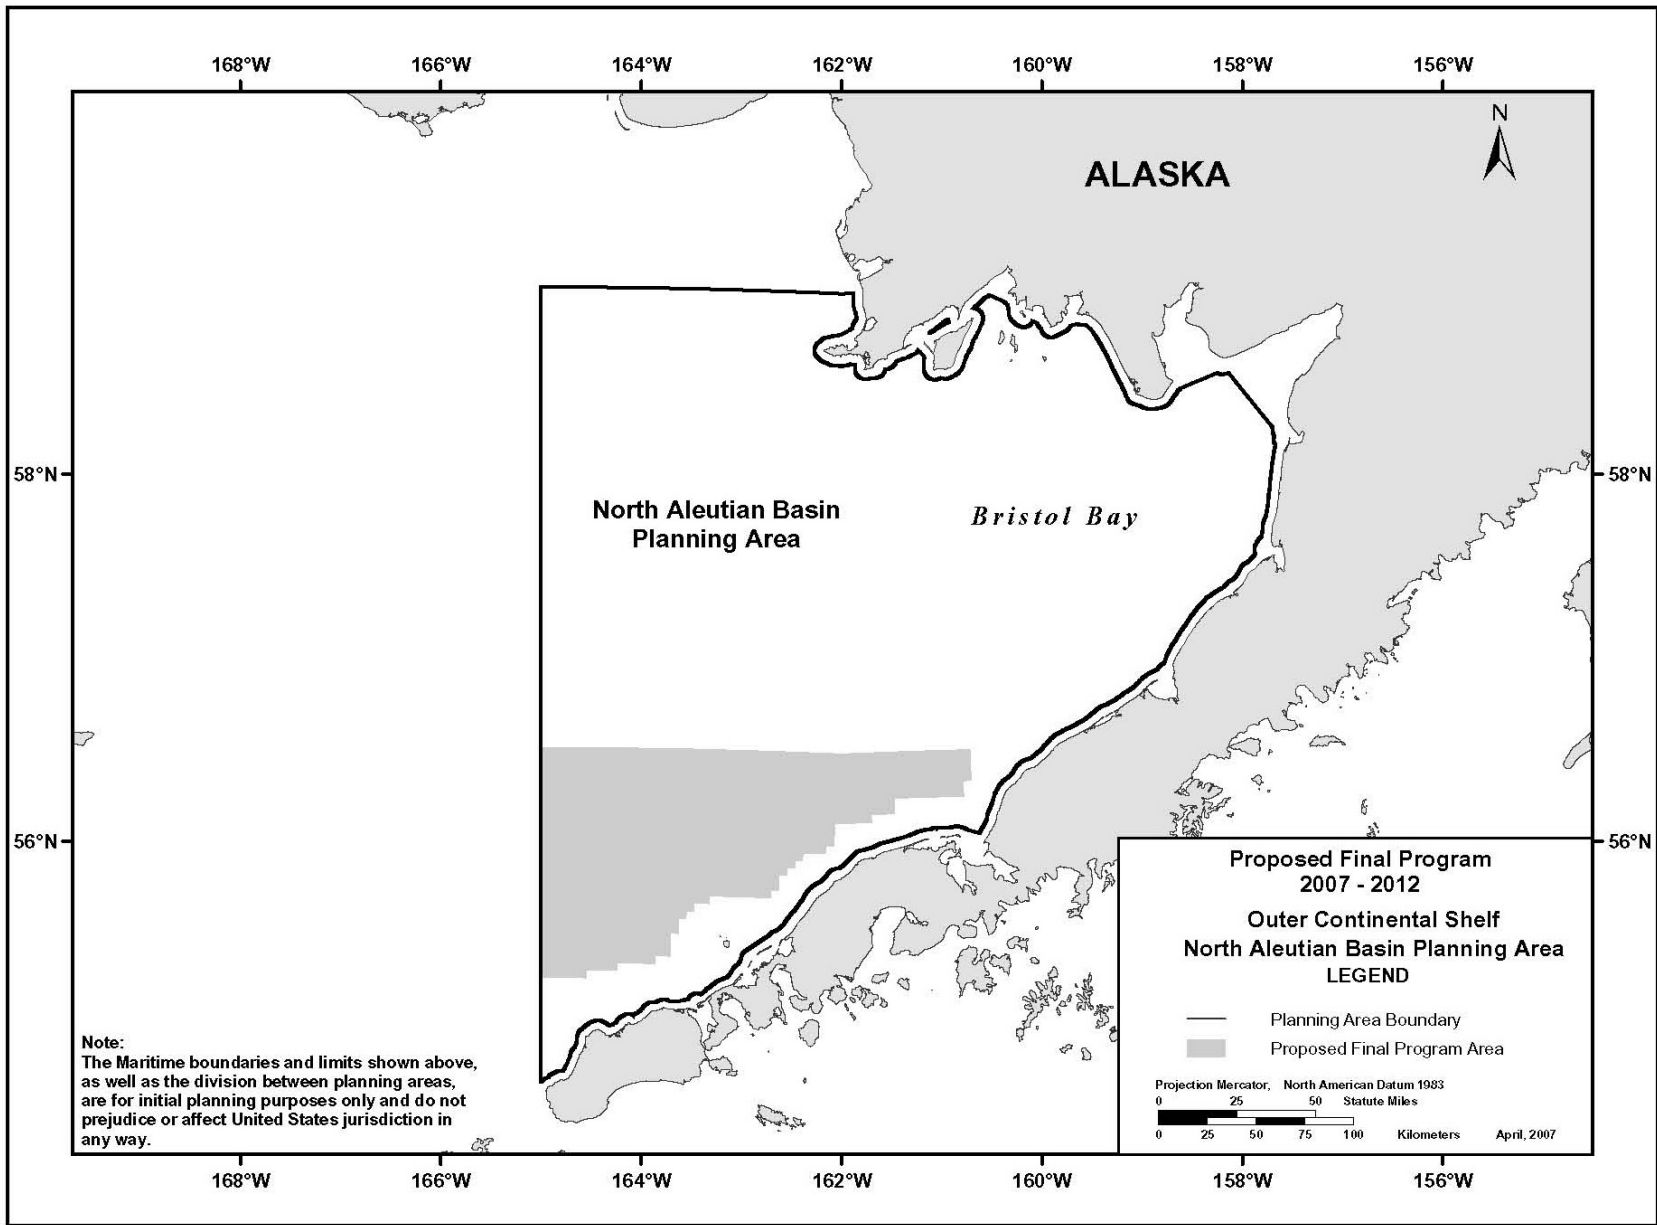 168°W 166°W 164°W 162°W 160°W 158°W 156°W
N
ALASKA
58°N 58°N
North Aleutian Basin
Planning Area
Bristol Bay
56°N 56°N
Proposed Final Program
2007 - 2012
Outer Continental Shelf
North Aleutian Basin Planning Area
LEGEND
Planning Area Boundary
Proposed Final Program Area
Projection Mercator, North American Datum 1983
0 25 50 Statute Miles
0 25 50 75 100 Kilometers April, 2007
Note:
The Maritime boundaries and limits shown above,
as well as the division between planning areas,
are for initial planning purposes only and do not
prejudice or affect United States jurisdiction in
any way.
168°W 166°W 164°W 162°W 160°W 158°W 156°W